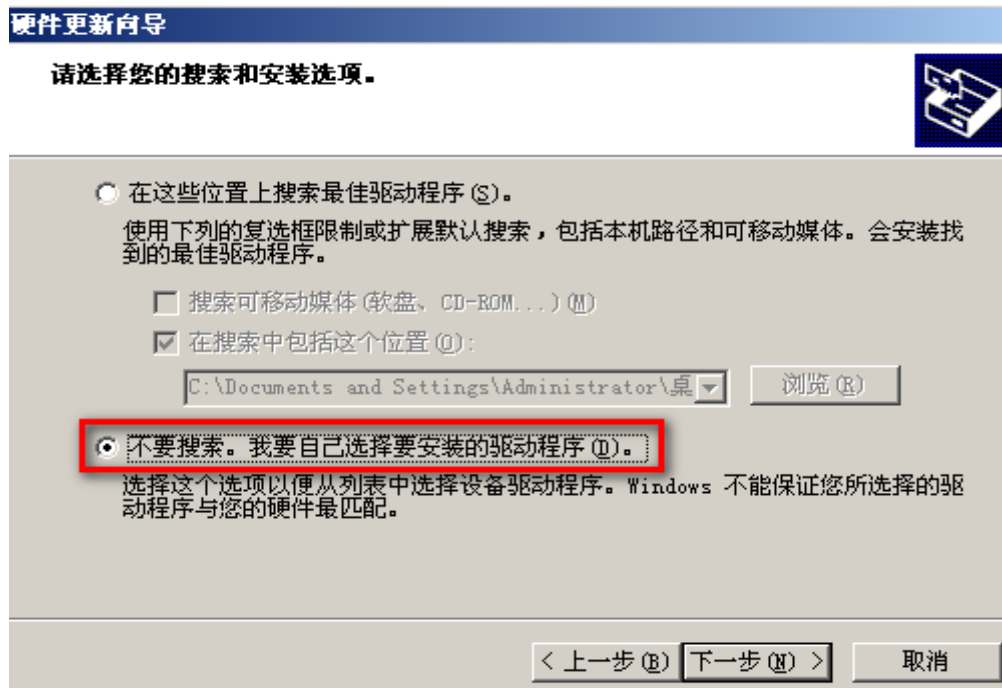 硬件更新向导
请选择您的搜索和安装选项。
在这些位置上搜索最佳驱动程序(S)。
使用下列的复选框限制或扩展默认搜索，包括本机路径和可移动媒体。会安装找
到的最佳驱动程序。
搜索可移动媒体(软盘、CD-ROM...)(M)
在搜索中包括这个位置(O):
C:\Documents and Settings\Administrator\桌
浏览(R)
不要搜索。我要自己选择要安装的驱动程序(D)。
选择这个选项以便从列表中选择设备驱动程序。Windows 不能保证您所选择的驱
动程序与您的硬件最匹配。
< 上一步(B) 下一步(N) > 取消